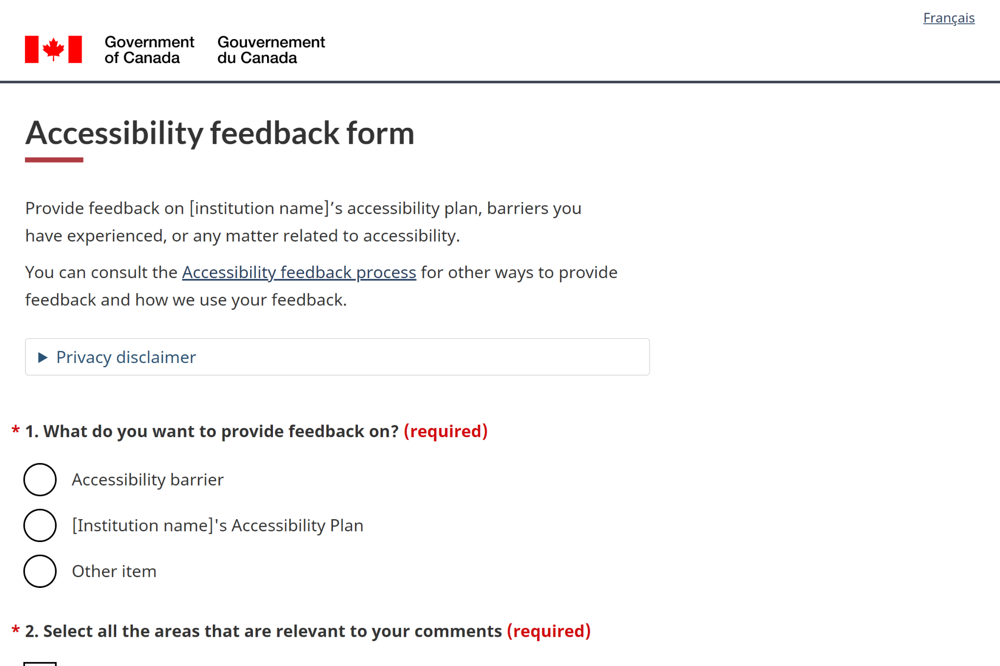 Français
Government of Canada
Gouvernement du Canada
Accessibility feedback form
Provide feedback on [institution name]’s accessibility plan, barriers you
have experienced, or any matter related to accessibility.
You can consult the Accessibility feedback process for other ways to provide
feedback and how we use your feedback.
Privacy disclaimer
* 1. What do you want to provide feedback on? (required)
Accessibility barrier
[Institution name]'s Accessibility Plan
Other item
* 2. Select all the areas that are relevant to your comments (required)